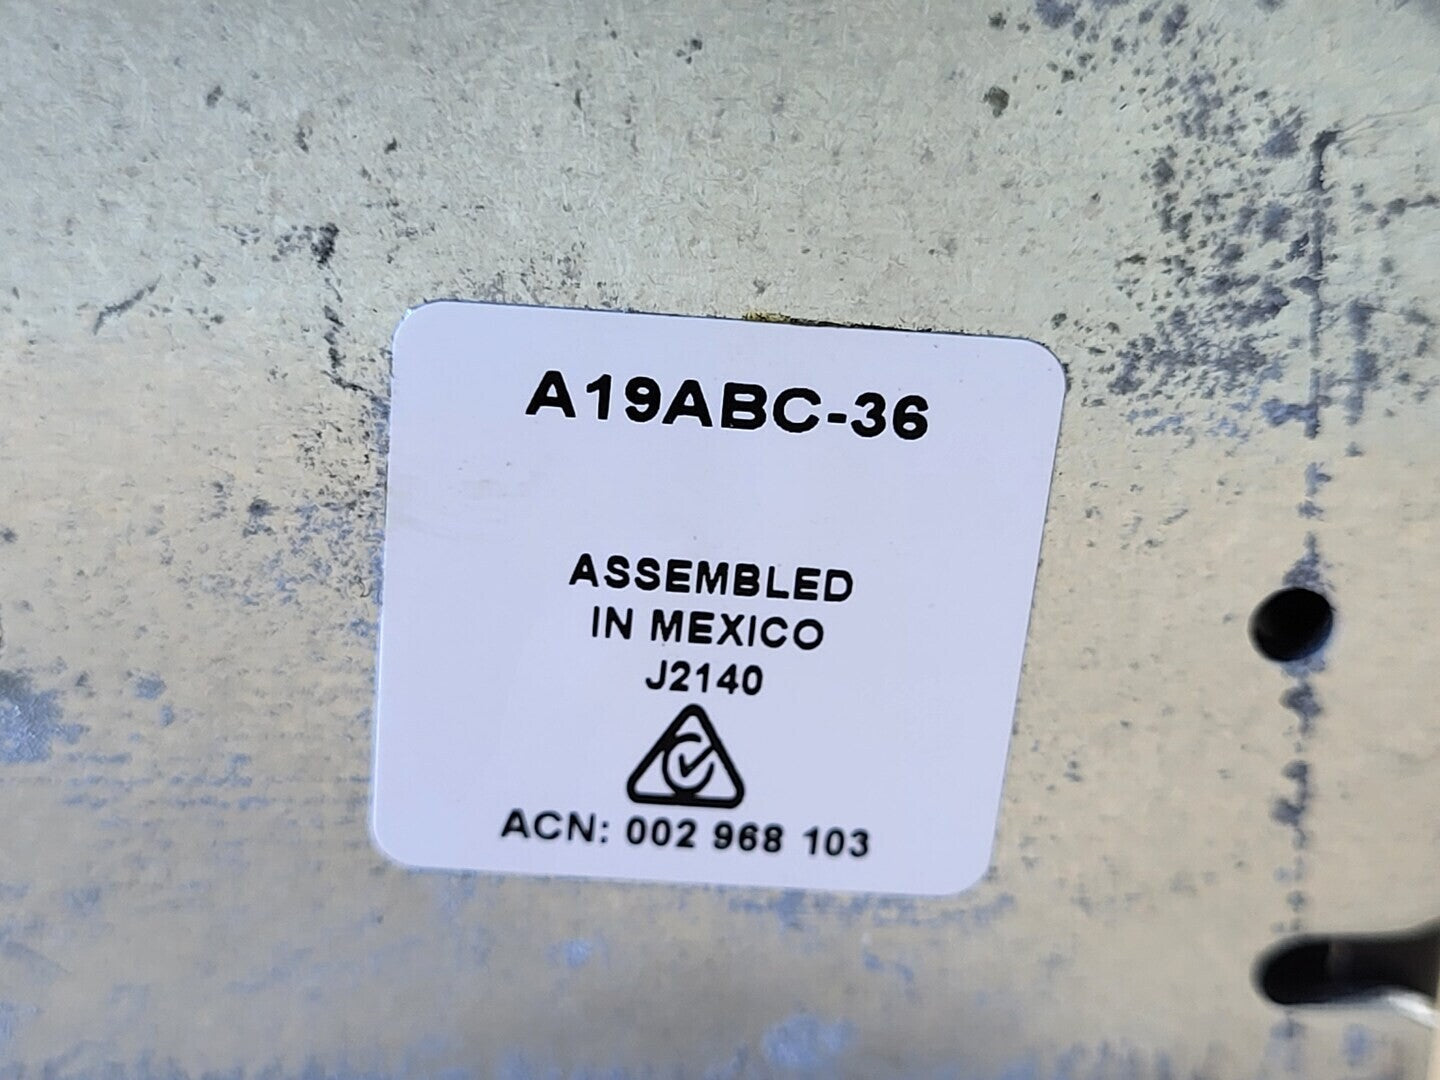 A19ABC-36
ASSEMBLED
IN MEXICO
J2140
ACN: 002 968 103